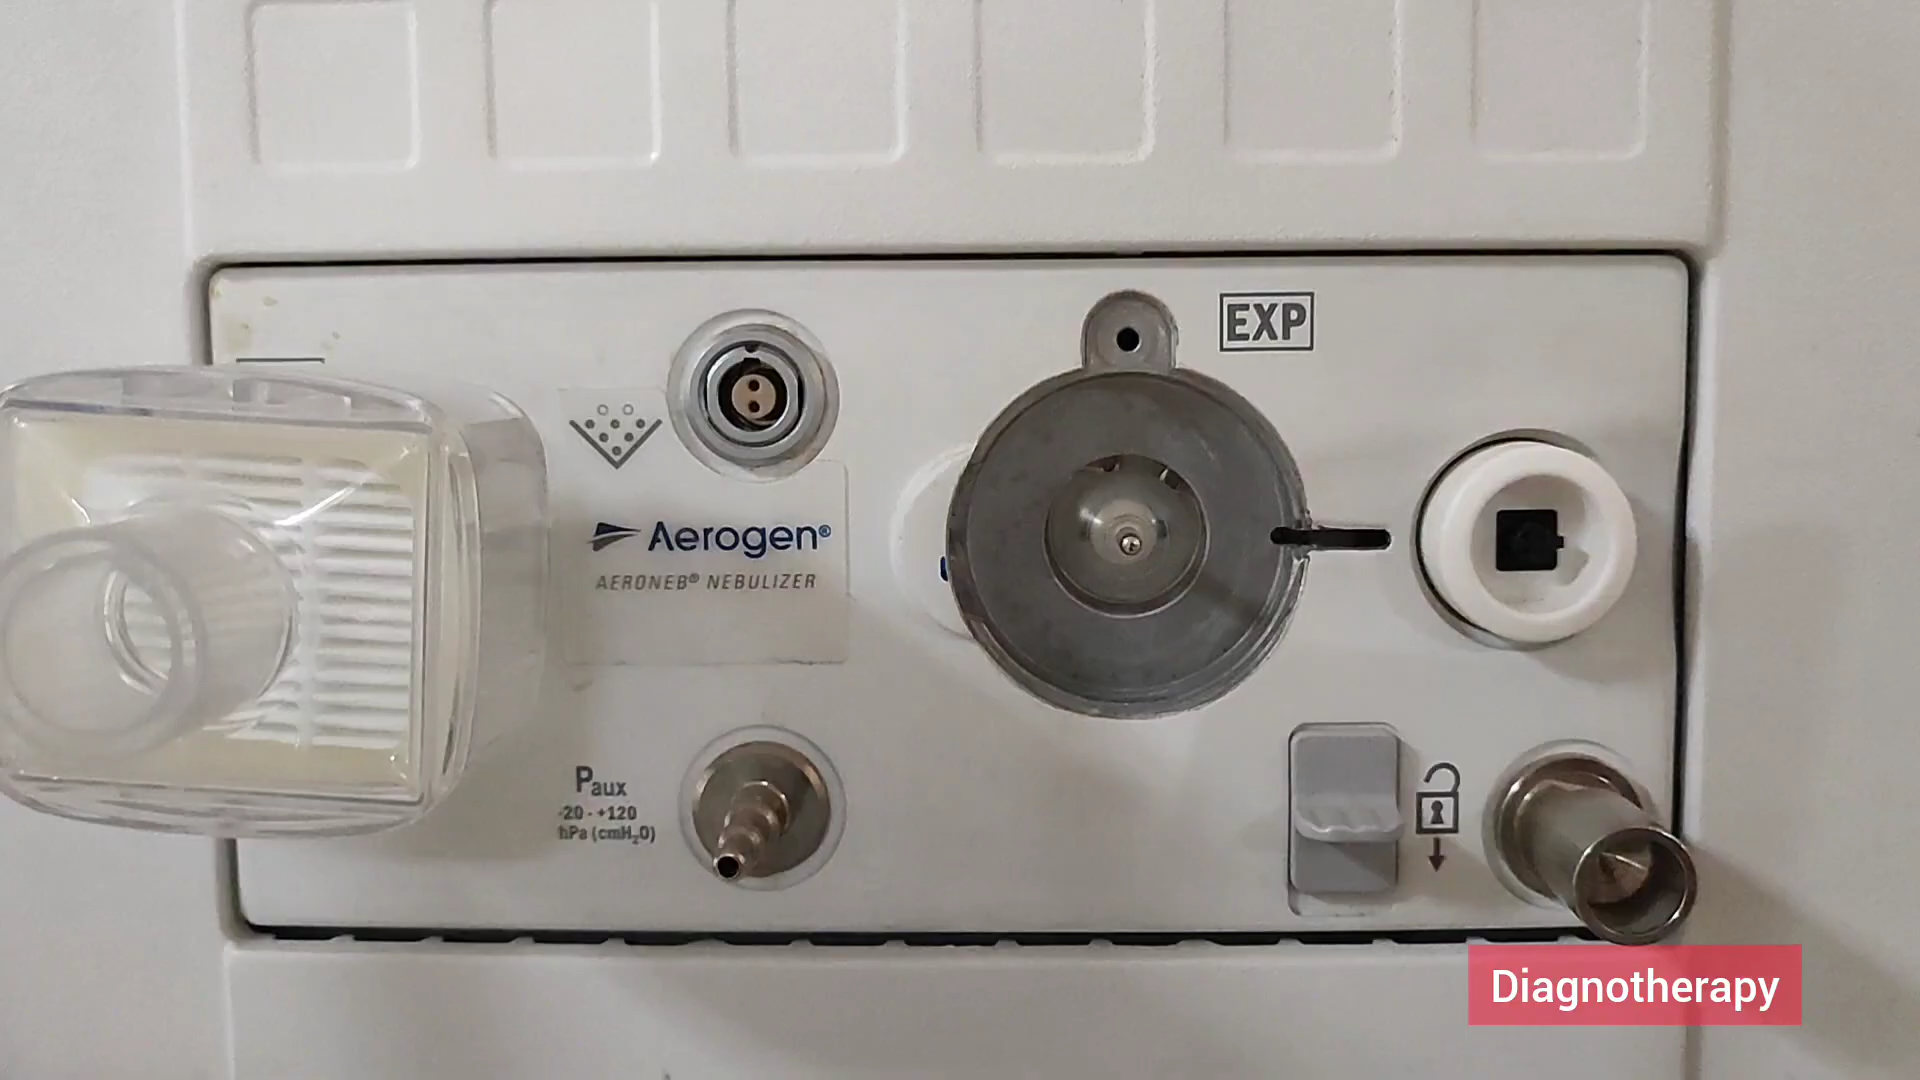 EXP
Aerogen®
AERONEB® NEBULIZER
Paux
-20 - +120
hPa (cmH₂O)
Diagnotherapy